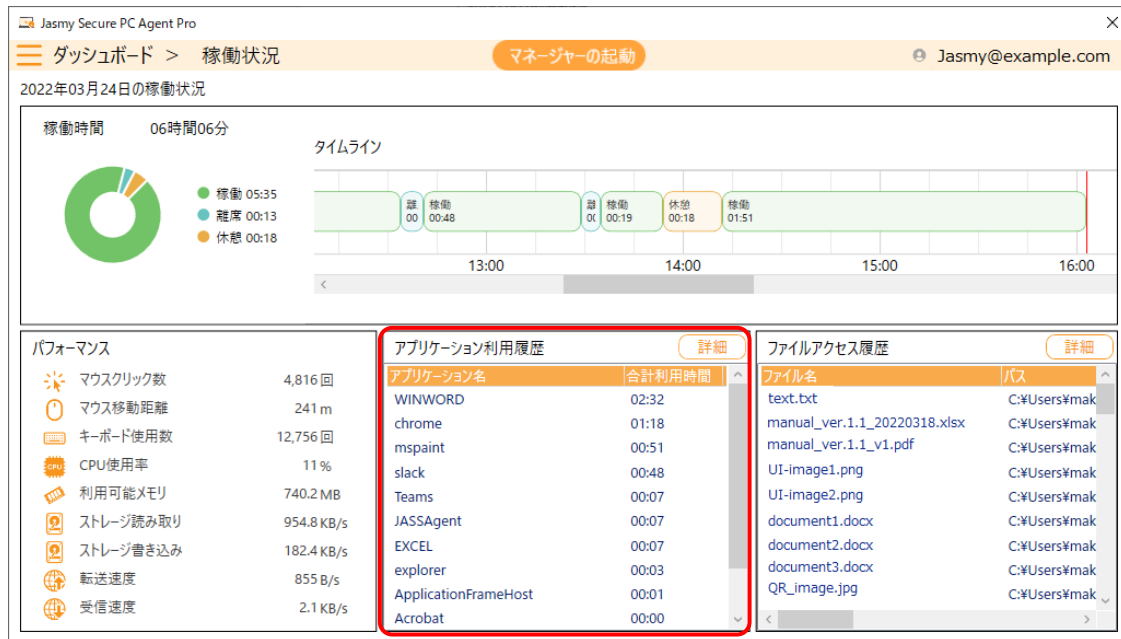 Jasmy Secure PC Agent Pro
ダッシュボード > 稼働状況
マネージャーの起動
Jasmy@example.com
2022年03月24日の稼働状況
稼働時間 06時間06分
稼働 05:35
離席 00:13
休憩 00:18
タイムライン
離 稼働 離 稼働 休憩 稼働
00 00:48 00 00:19 00:18 01:51
13:00 14:00 15:00 16:00
パフォーマンス
マウスクリック数 4,816 回
マウス移動距離 241 m
キーボード使用数 12,756 回
CPU
CPU使用率 11 %
利用可能メモリ 740.2 MB
ストレージ読み取り 954.8 KB/s
ストレージ書き込み 182.4 KB/s
転送速度 855 B/s
受信速度 2.1 KB/s
アプリケーション利用履歴 詳細
アプリケーション名 合計利用時間
WINWORD 02:32
chrome 01:18
mspaint 00:51
slack 00:48
Teams 00:07
JASSAgent 00:07
EXCEL 00:07
explorer 00:03
ApplicationFrameHost 00:01
Acrobat 00:00
ファイルアクセス履歴 詳細
ファイル名 パス
text.txt C:¥Users¥mak
manual_ver.1.1_20220318.xlsx C:¥Users¥mak
manual_ver.1.1_v1.pdf C:¥Users¥mak
UI-image1.png C:¥Users¥mak
UI-image2.png C:¥Users¥mak
document1.docx C:¥Users¥mak
document2.docx C:¥Users¥mak
document3.docx C:¥Users¥mak
QR_image.jpg C:¥Users¥mak